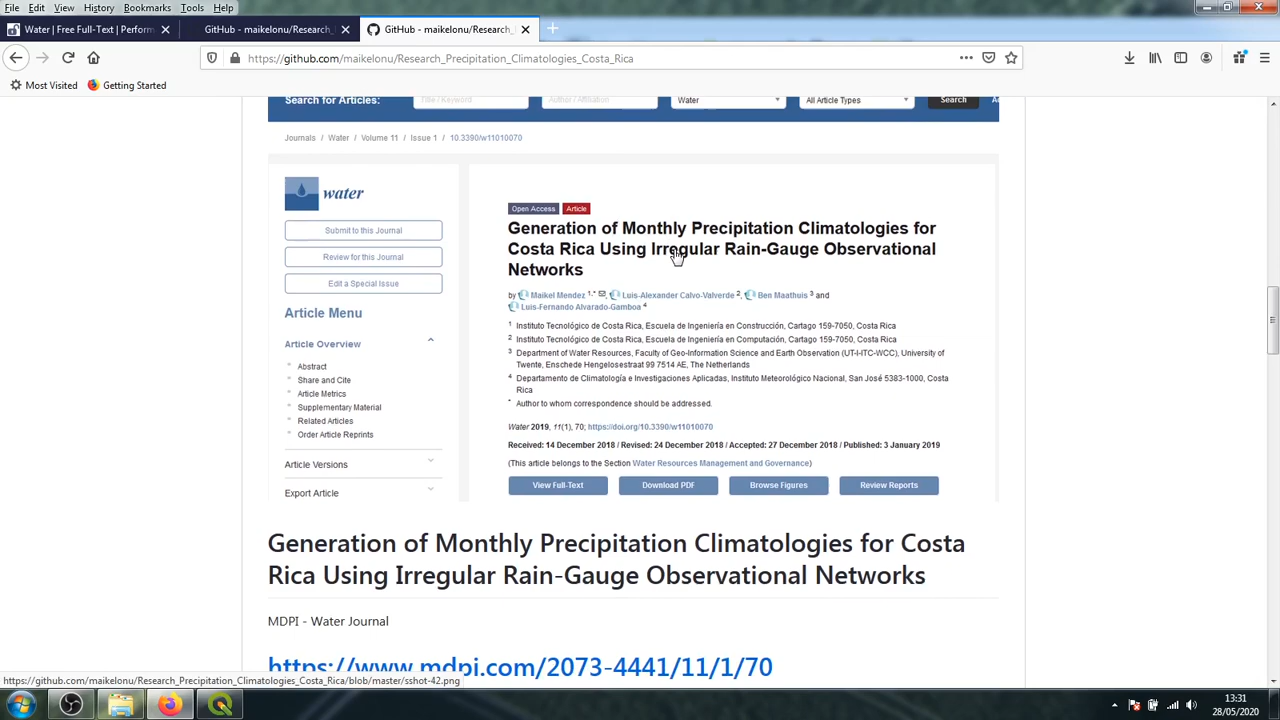 File Edit View History Bookmarks Tools Help
Water | Free Full-Text | Perform
GitHub - maikelonu/Research_
GitHub - maikelonu/Research_
https://github.com/maikelonu/Research_Precipitation_Climatologies_Costa_Rica
Most Visited Getting Started
Search for Articles: Title / Keyword Author / Affiliation Water All Article Types Search
Journals / Water / Volume 11 / Issue 1 / 10.3390/w11010070
water
Submit to this Journal
Review for this Journal
Edit a Special Issue
Article Menu
Article Overview
Abstract
Share and Cite
Article Metrics
Supplementary Material
Related Articles
Order Article Reprints
Article Versions
Export Article
Open Access Article
Generation of Monthly Precipitation Climatologies for
Costa Rica Using Irregular Rain-Gauge Observational
Networks
by Maikel Mendez 1,* , Luis-Alexander Calvo-Valverde 2, Ben Maathuis 3 and
Luis-Fernando Alvarado-Gamboa 4
1 Instituto Tecnológico de Costa Rica, Escuela de Ingeniería en Construcción, Cartago 159-7050, Costa Rica
2 Instituto Tecnológico de Costa Rica, Escuela de Ingeniería en Computación, Cartago 159-7050, Costa Rica
3 Department of Water Resources, Faculty of Geo-Information Science and Earth Observation (UT-ITC-WCC), University of
Twente, Enschede Hengelosestraat 99 7514 AE, The Netherlands
4 Departamento de Climatología e Investigaciones Aplicadas, Instituto Meteorológico Nacional, San José 5383-1000, Costa
Rica
* Author to whom correspondence should be addressed.
Water 2019, 11(1), 70; https://doi.org/10.3390/w11010070
Received: 14 December 2018 / Revised: 24 December 2018 / Accepted: 27 December 2018 / Published: 3 January 2019
(This article belongs to the Section Water Resources Management and Governance)
View Full-Text Download PDF Browse Figures Review Reports
Generation of Monthly Precipitation Climatologies for Costa
Rica Using Irregular Rain-Gauge Observational Networks
MDPI - Water Journal
https://www.mdpi.com/2073-4441/11/1/70
https://github.com/maikelonu/Research_Precipitation_Climatologies_Costa_Rica/blob/master/sshot-42.png
13:31
28/05/2020